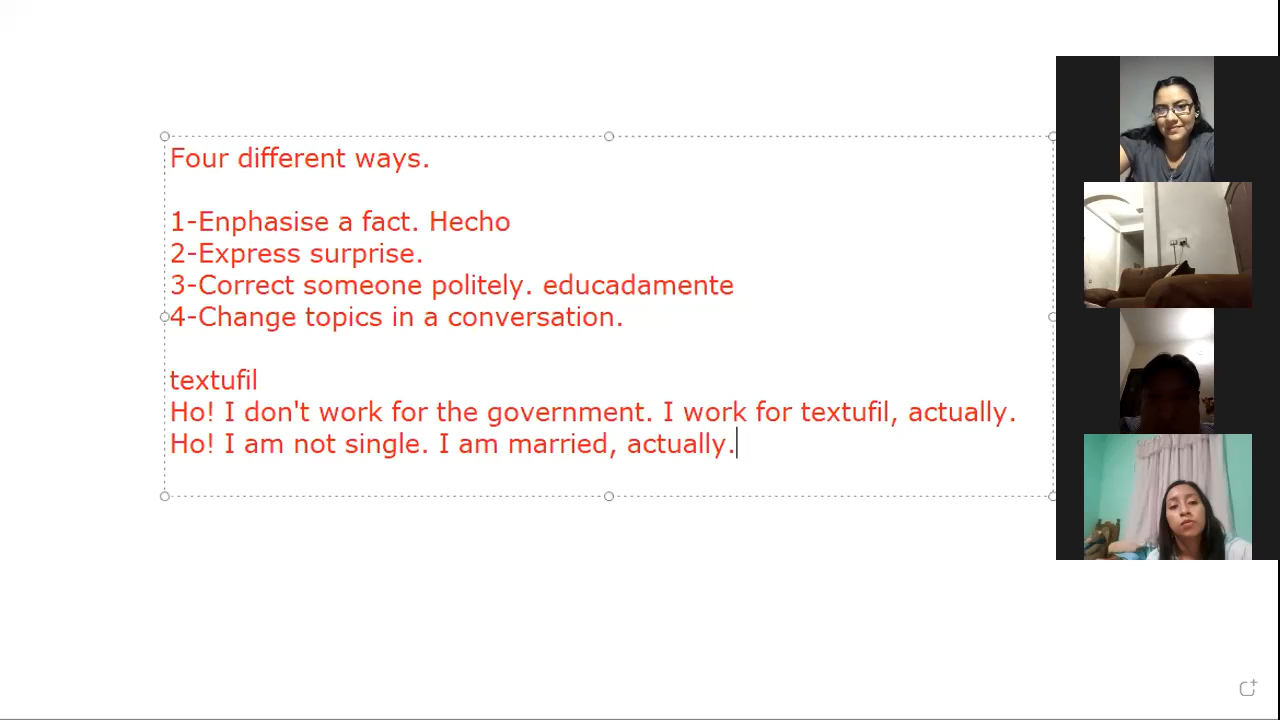 Four different ways.
1-Enphasise a fact. Hecho
2-Express surprise.
3-Correct someone politely. educadamente
4-Change topics in a conversation.
textufil
Ho! I don't work for the government. I work for textufil, actually.
Ho! I am not single. I am married, actually.